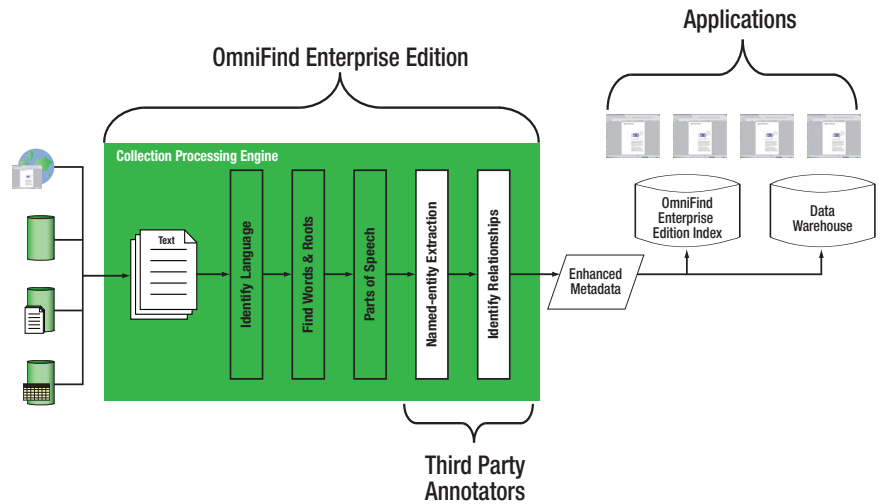 Applications
OmniFind Enterprise Edition
Collection Processing Engine
Text
Identify Language
Find Words & Roots
Parts of Speech
Named-entity Extraction
Identify Relationships
Enhanced
Metadata
OmniFind
Enterprise
Edition Index
Data
Warehouse
Third Party
Annotators